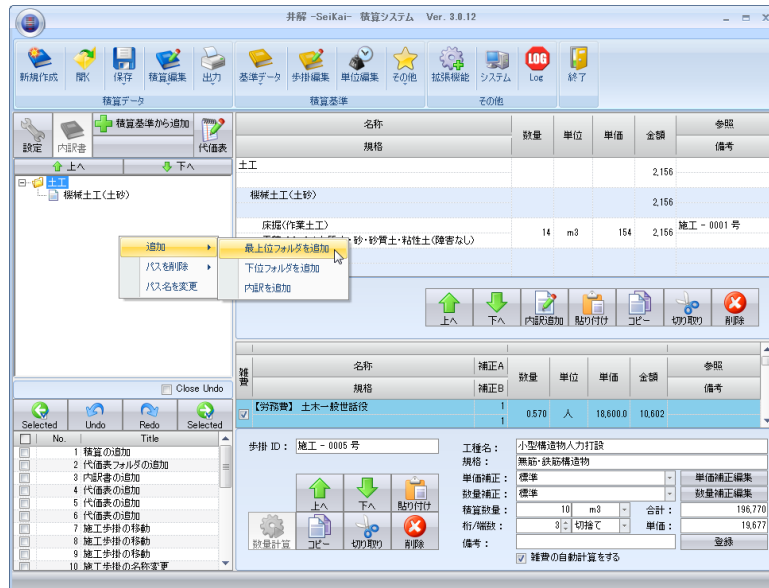 井解 -SeiKai- 積算システム Ver. 3.0.12
新規作成 開く 保存 積算編集 出力 基準データ 歩掛編集 単位編集 その他 拡張機能 システム LOG Log 終了
積算データ 積算基準 その他
設定 内訳書 積算基準から追加 代価表
上へ 下へ
土工
機械土工(土砂)
追加 最上位フォルダを追加
パスを削除 下位フォルダを追加
パス名を変更 内訳を追加
名称 数量 単位 単価 金額 参照
規格 備考
土工 2,156
機械土工(土砂) 2,156
床掘(作業土工) 14 m3 154 2,156 施工 - 0001 号
・砂・砂質土・粘性土(障害なし)
上へ 下へ 内訳追加 貼り付け コピー 切り取り 削除
雑費 名称 補正A 数量 単位 単価 金額 参照
規格 補正B 備考
【労務費】 土木一般世話役 1 0.570 人 18,600.0 10,602
1
Close Undo
Selected Undo Redo Selected
No. Title
1 積算の追加
2 代価表フォルダの追加
3 内訳書の追加
4 代価表の追加
5 代価表の追加
6 代価表の追加
7 施工歩掛の移動
8 施工歩掛の移動
9 施工歩掛の移動
10 施工歩掛の名称変更
歩掛 ID： 施工 - 0005 号
上へ 下へ 貼り付け
数量計算 コピー 切り取り 削除
工種名： 小型構造物人力打設
規格： 無筋・鉄筋構造物
単価補正： 標準 単価補正編集
数量補正： 標準 数量補正編集
積算数量： 10 m3 合計： 196,770
桁/端数： 3 切捨て 単価： 19,677
備考： 登録
雑費の自動計算をする